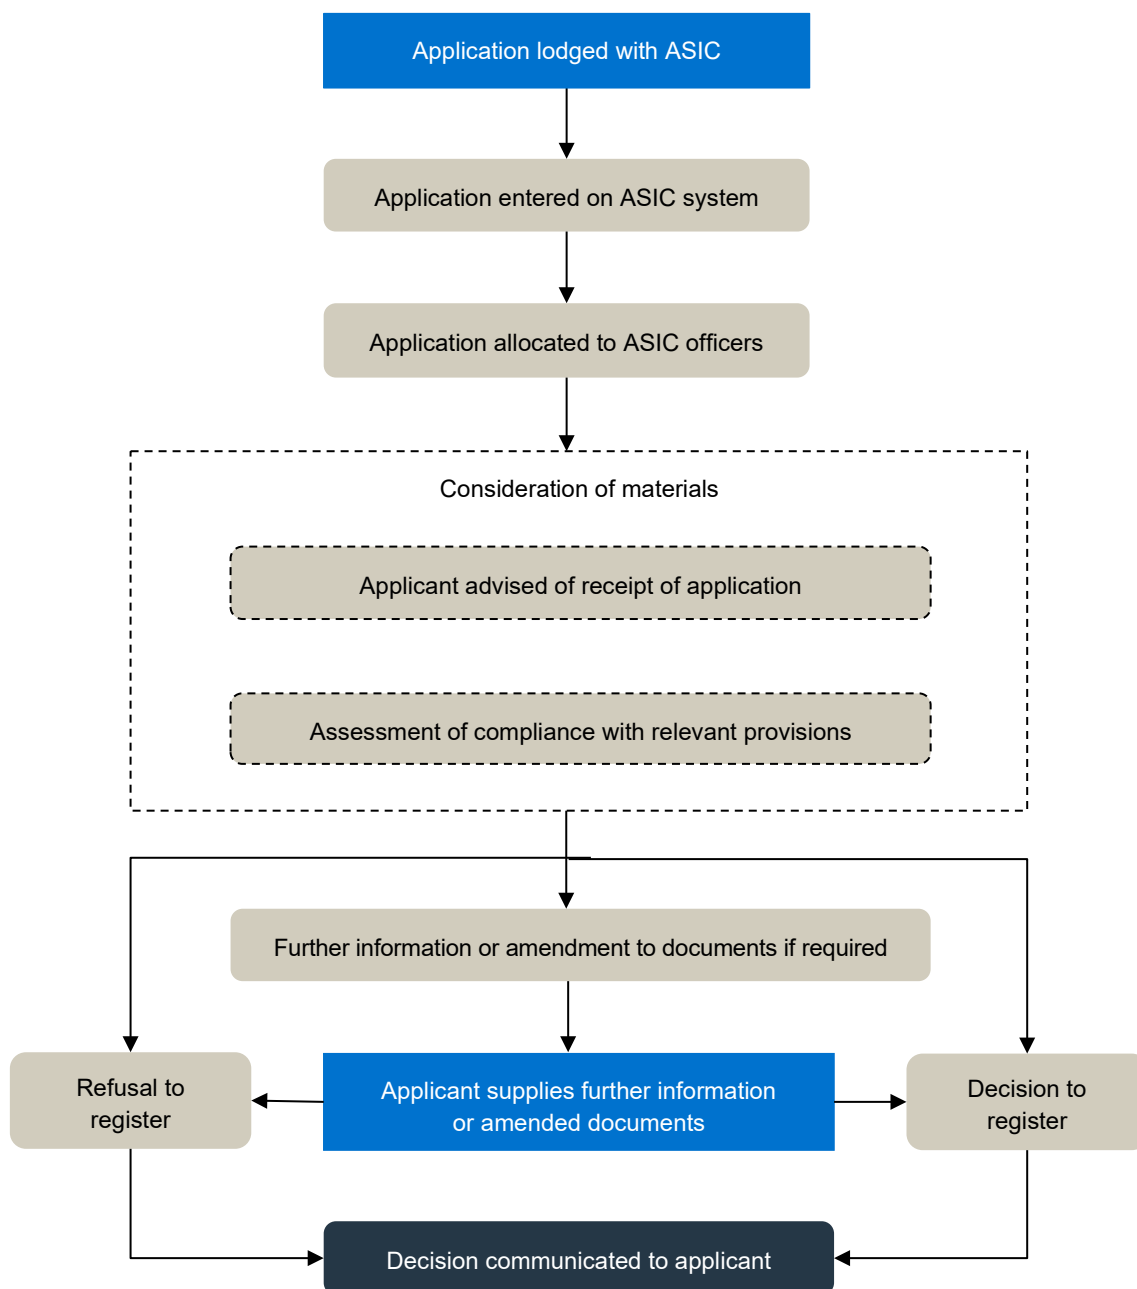 Application lodged with ASIC
Application entered on ASIC system
Application allocated to ASIC officers
Consideration of materials
Applicant advised of receipt of application
Assessment of compliance with relevant provisions
Further information or amendment to documents if required
Refusal to
register
Applicant supplies further information
or amended documents
Decision to
register
Decision communicated to applicant